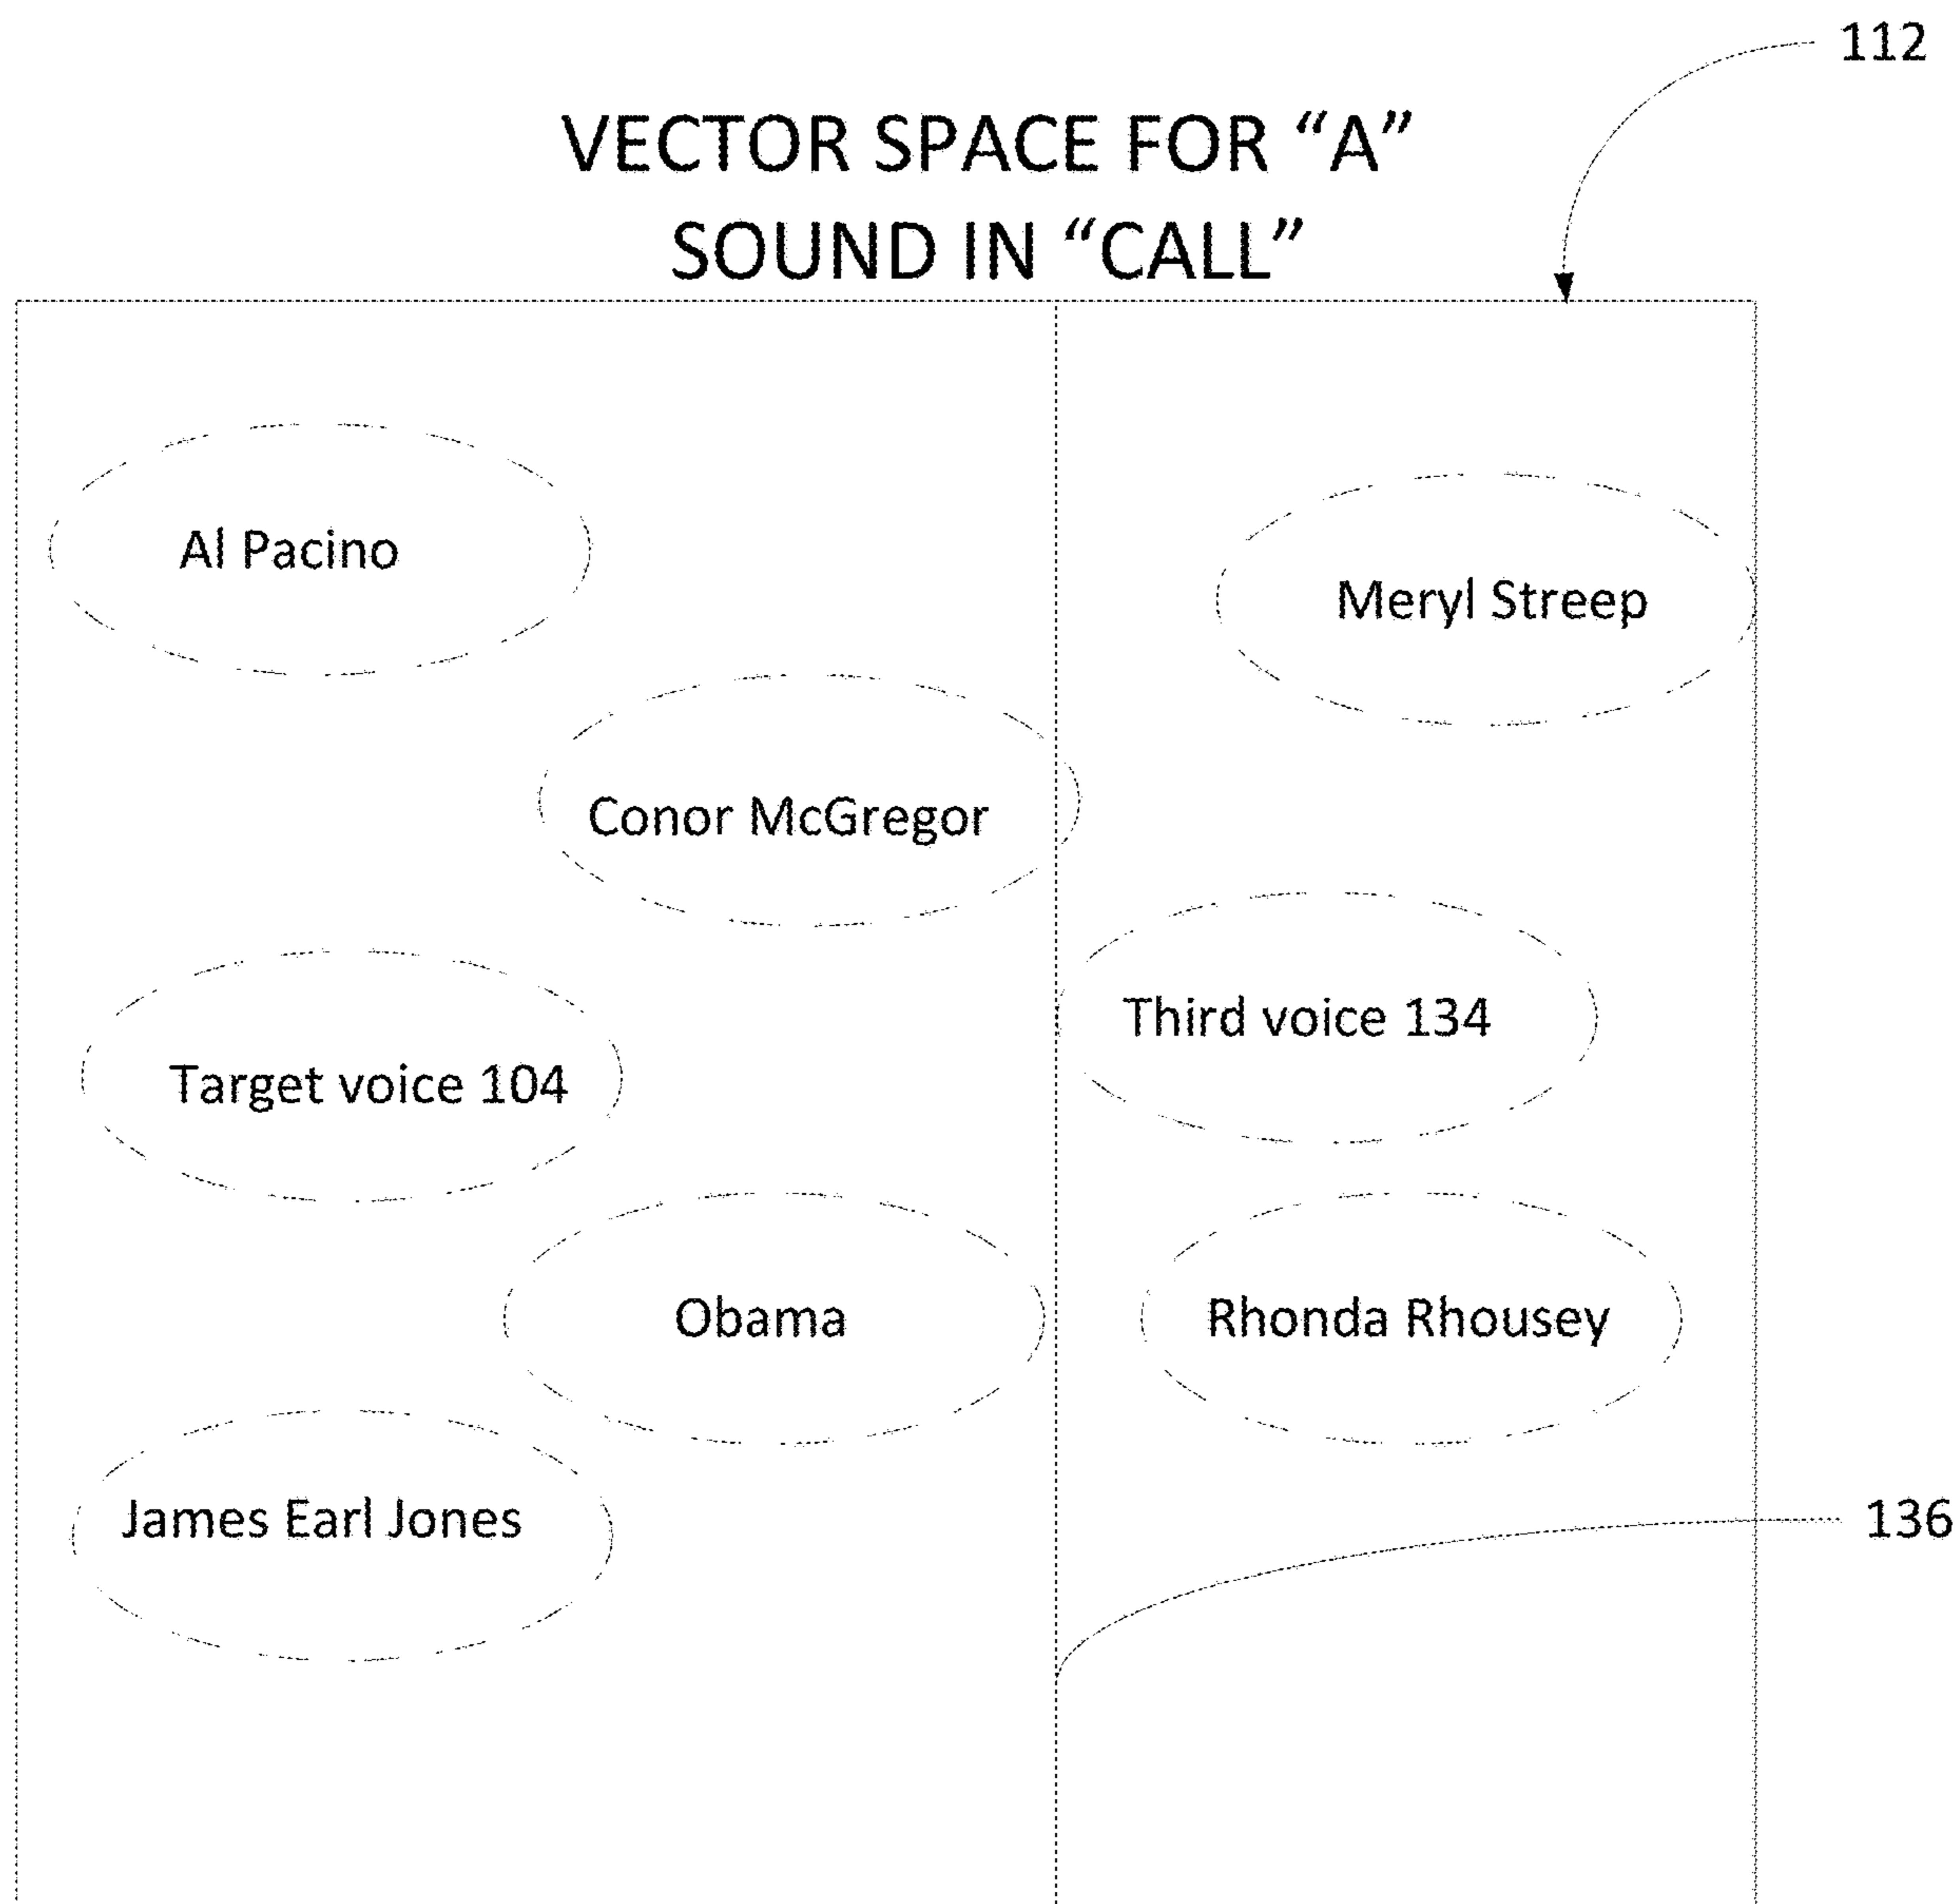 112
VECTOR SPACE FOR “A”
SOUND IN “CALL”
Al Pacino
Meryl Streep
Conor McGregor
Third voice 134
Target voice 104
Obama
Rhonda Rhousey
James Earl Jones
136